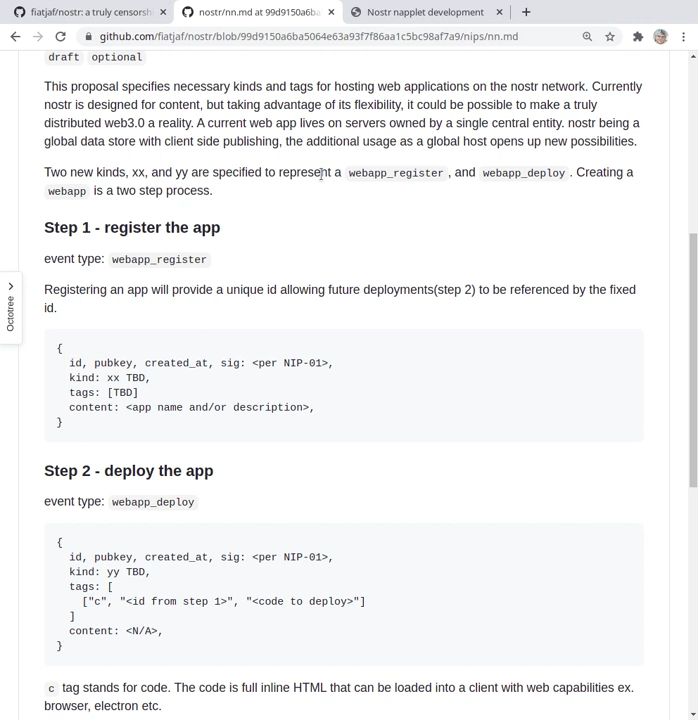 fiatjaf/nostr: a truly censorsh
nostr/nn.md at 99d9150a6ba
Nostr napplet development
github.com/fiatjaf/nostr/blob/99d9150a6ba5064e63a93f7f86aa1c5bc98af7a9/nips/nn.md
draft optional
This proposal specifies necessary kinds and tags for hosting web applications on the nostr network. Currently
nostr is designed for content, but taking advantage of its flexibility, it could be possible to make a truly
distributed web3.0 a reality. A current web app lives on servers owned by a single central entity. nostr being a
global data store with client side publishing, the additional usage as a global host opens up new possibilities.
Two new kinds, xx, and yy are specified to represent a webapp_register , and webapp_deploy . Creating a
webapp is a two step process.
Step 1 - register the app
event type: webapp_register
Octotree
Registering an app will provide a unique id allowing future deployments(step 2) to be referenced by the fixed
id.
{
id, pubkey, created_at, sig: <per NIP-01>,
kind: xx TBD,
tags: [TBD]
content: <app name and/or description>,
}
Step 2 - deploy the app
event type: webapp_deploy
{
id, pubkey, created_at, sig: <per NIP-01>,
kind: yy TBD,
tags: [
["c", "<id from step 1>", "<code to deploy>"]
]
content: <N/A>,
}
c tag stands for code. The code is full inline HTML that can be loaded into a client with web capabilities ex.
browser, electron etc.